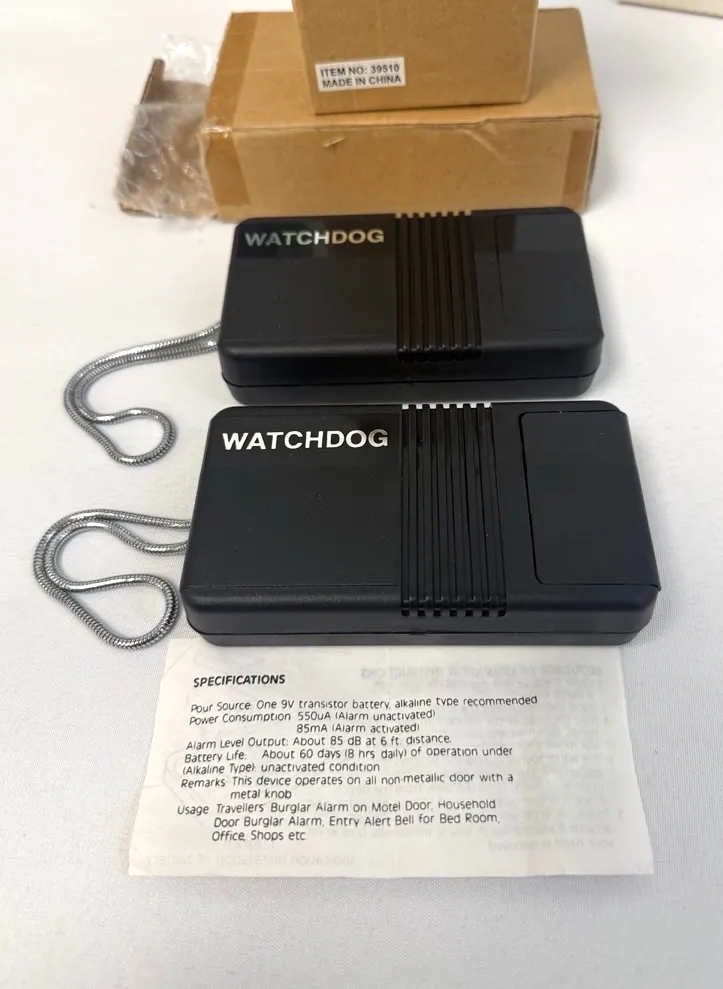 ITEM NO: 39510
MADE IN CHINA
WATCHDOG
WATCHDOG
SPECIFICATIONS
Pour Source: One 9V transistor battery, alkaline type recommended
Power Consumption 550uA (Alarm unactivated)
85mA (Alarm activated)
Alarm Level Output: About 85 dB at 6 ft. distance.
Battery Life: About 60 days (8 hrs daily) of operation under
(Alkaline Type): unactivated condition
Remarks: This device operates on all non-metallic door with a
metal knob
Usage Travellers' Burglar Alarm on Motel Door, Household
Door Burglar Alarm, Entry Alert Bell for Bed Room,
Office, Shops etc